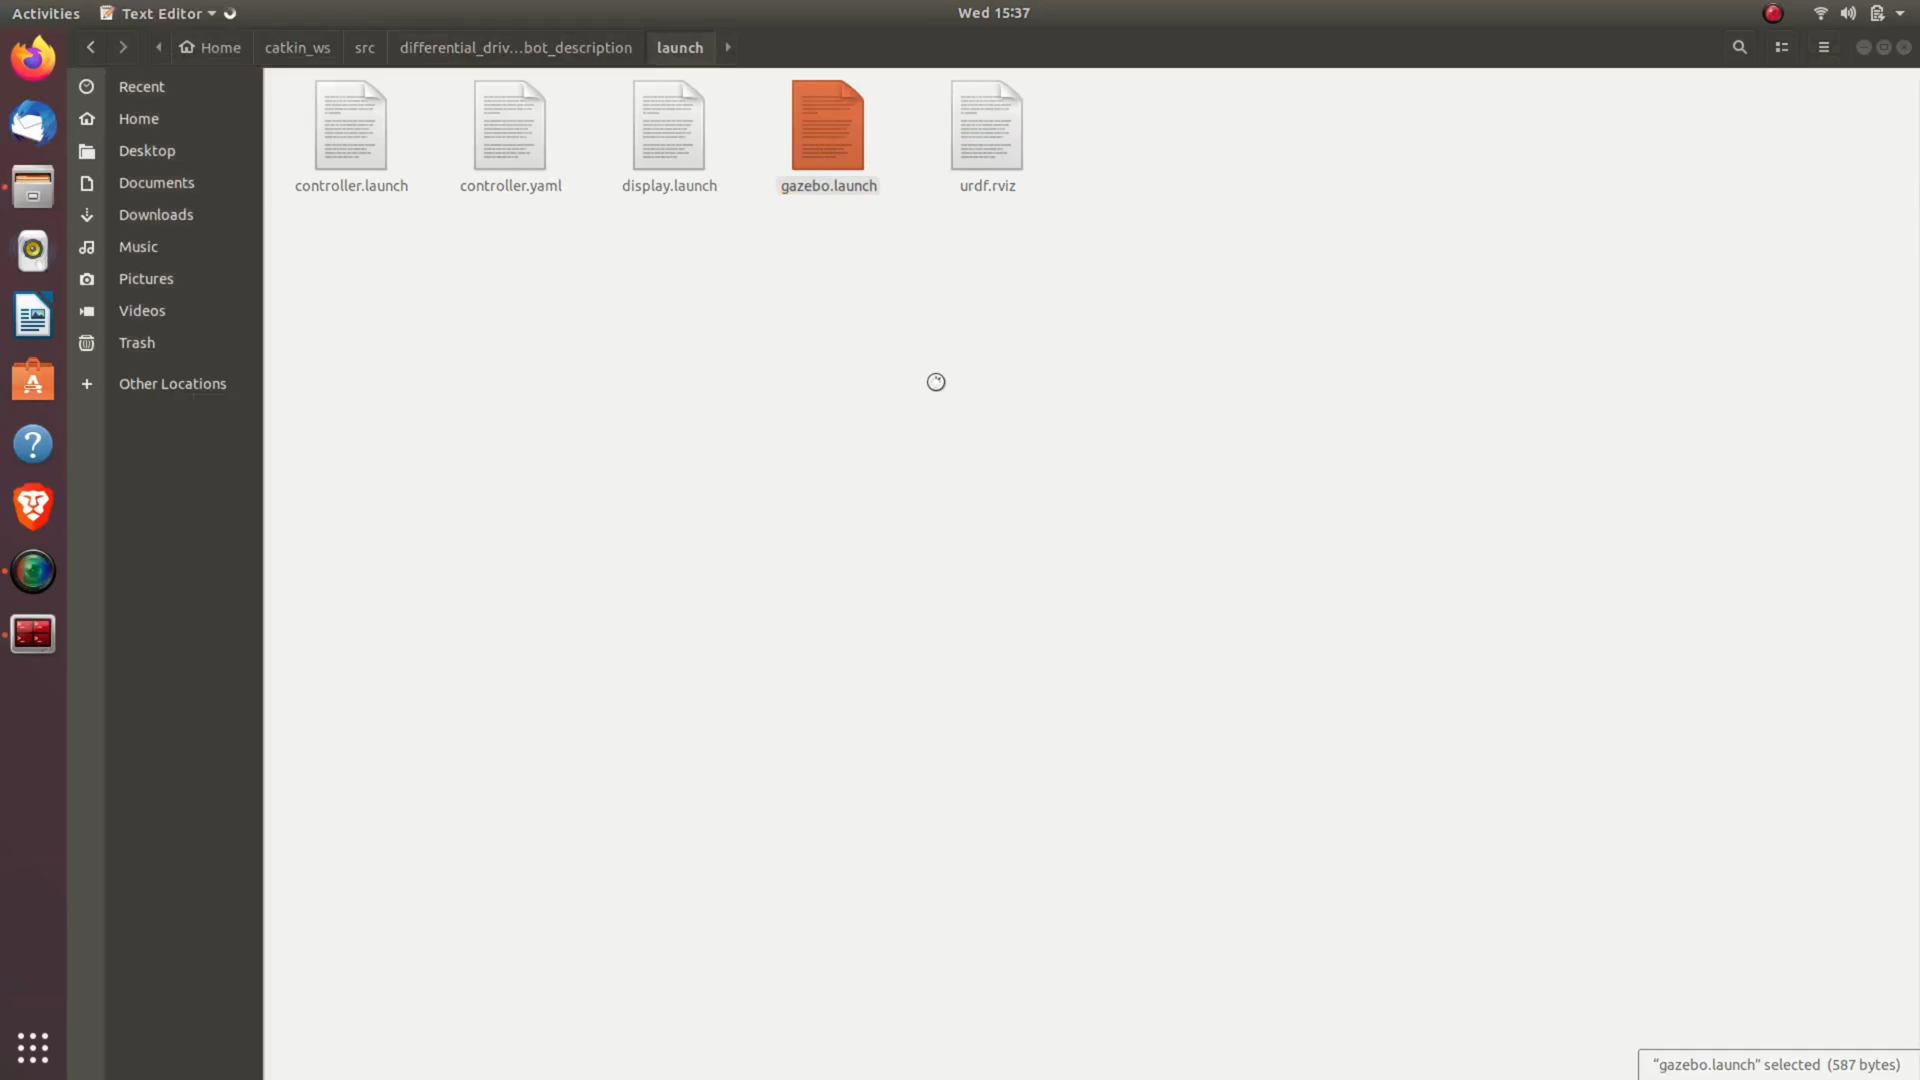 Activities Text Editor Wed 15:37
Home catkin_ws src differential_driv...bot_description launch
Recent
Home
Desktop
Documents
Downloads
Music
Pictures
Videos
Trash
Other Locations
controller.launch controller.yaml display.launch gazebo.launch urdf.rviz
"gazebo.launch" selected (587 bytes)